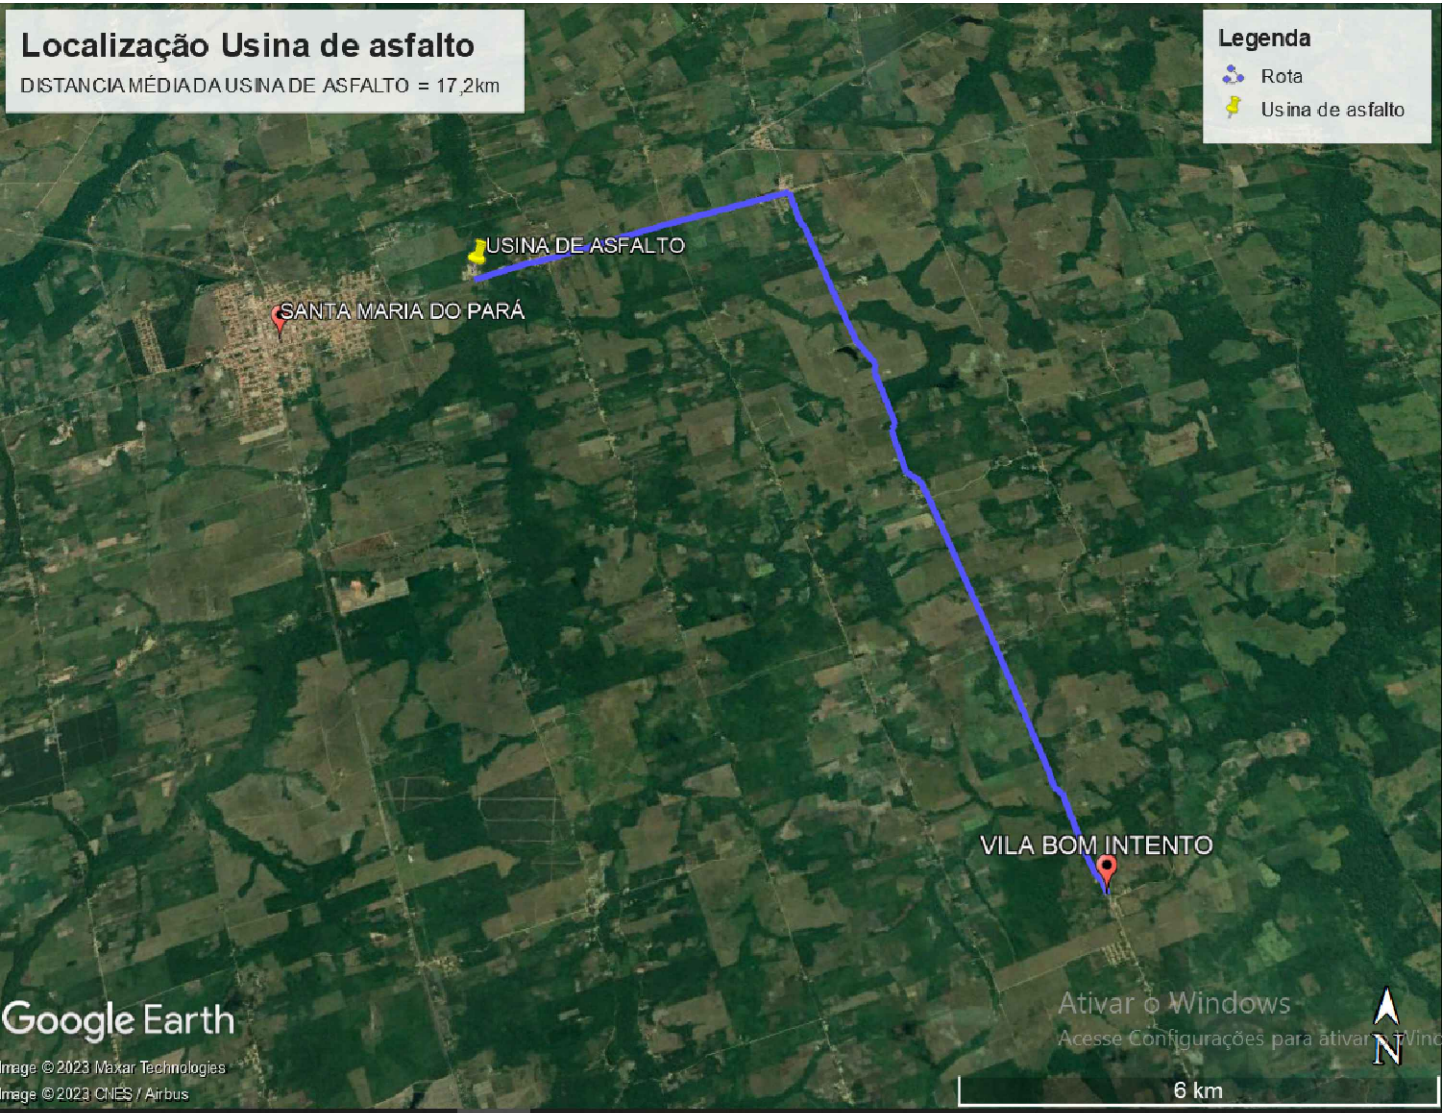 Localização Usina de asfalto
DISTANCIA MÉDIA DA USINA DE ASFALTO = 17,2km
Legenda
Rota
Usina de asfalto
USINA DE ASFALTO
SANTA MARIA DO PARÁ
VILA BOM INTENTO
Google Earth
Image © 2023 Maxar Technologies
Image © 2023 CNES / Airbus
Ativar o Windows
Acesse Configurações para ativar o Wind
N
6 km